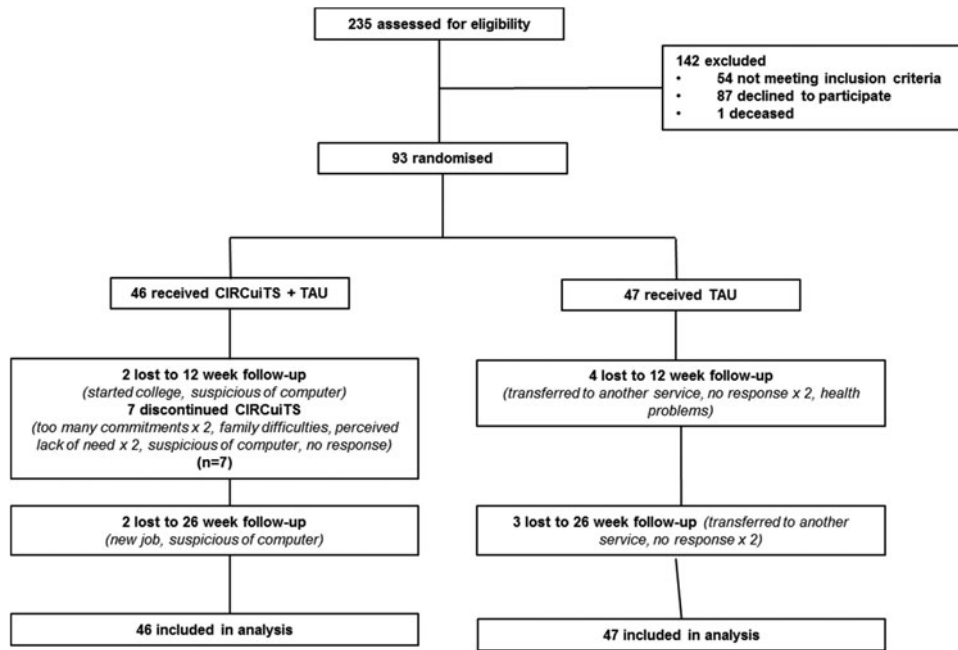 235 assessed for eligibility
142 excluded
• 54 not meeting inclusion criteria
• 87 declined to participate
• 1 deceased
93 randomised
46 received CIRCuiTS + TAU
47 received TAU
2 lost to 12 week follow-up
(started college, suspicious of computer)
7 discontinued CIRCuiTS
(too many commitments x 2, family difficulties, perceived
lack of need x 2, suspicious of computer, no response)
(n=7)
4 lost to 12 week follow-up
(transferred to another service, no response x 2, health
problems)
2 lost to 26 week follow-up
(new job, suspicious of computer)
3 lost to 26 week follow-up (transferred to another
service, no response x 2)
46 included in analysis
47 included in analysis